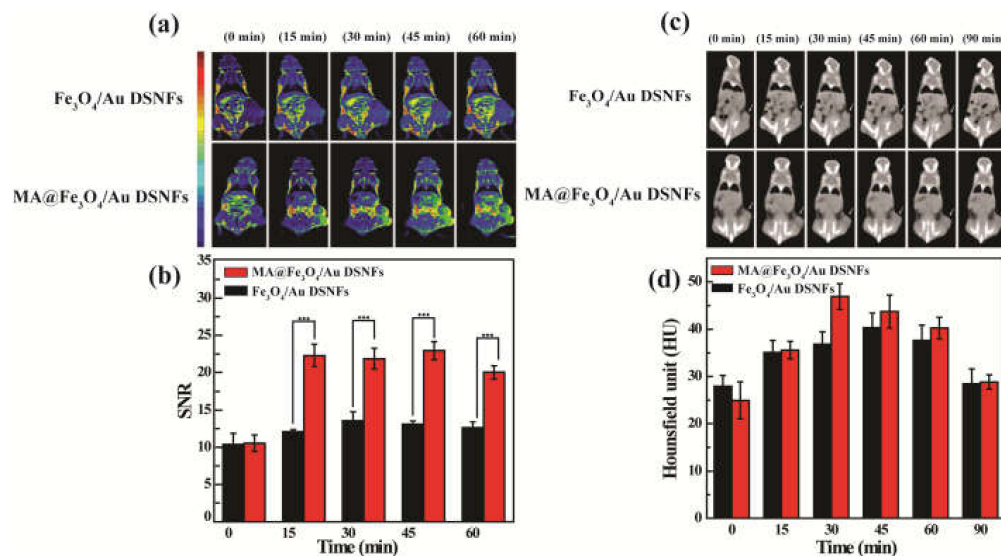 (a)
(0 min) (15 min) (30 min) (45 min) (60 min)
Fe₃O₄/Au DSNFs
MA@Fe₃O₄/Au DSNFs
(b)
MA@Fe₃O₄/Au DSNFs
Fe₃O₄/Au DSNFs
35
30
25
20
15
10
5
0
SNR
*** *** *** ***
0 15 30 45 60
Time (min)
(c)
(0 min) (15 min) (30 min) (45 min) (60 min) (90 min)
Fe₃O₄/Au DSNFs
MA@Fe₃O₄/Au DSNFs
(d)
MA@Fe₃O₄/Au DSNFs
Fe₃O₄/Au DSNFs
50
40
30
20
10
0
Hounsfield unit (HU)
0 15 30 45 60 90
Time (min)